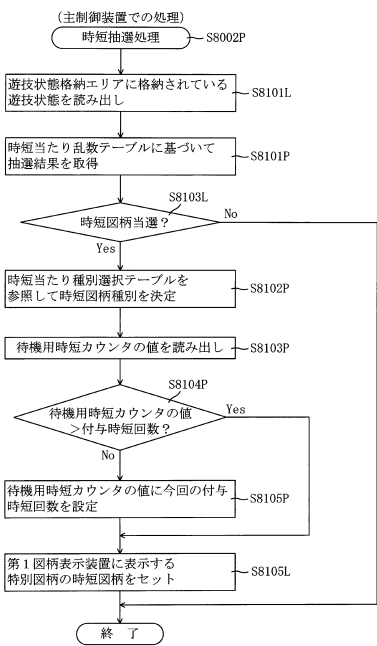 （主制御装置での処理）
時短抽選処理
S8002P
遊技状態格納エリアに格納されている
遊技状態を読み出し
S8101L
時短当たり乱数テーブルに基づいて
抽選結果を取得
S8101P
S8103L
時短図柄当選？
No
Yes
時短当たり種別選択テーブルを
参照して時短図柄種別を決定
S8102P
待機用時短カウンタの値を読み出し
S8103P
S8104P
待機用時短カウンタの値
＞付与時短回数？
Yes
No
待機用時短カウンタの値に今回の付与
時短回数を設定
S8105P
第１図柄表示装置に表示する
特別図柄の時短図柄をセット
S8105L
終 了